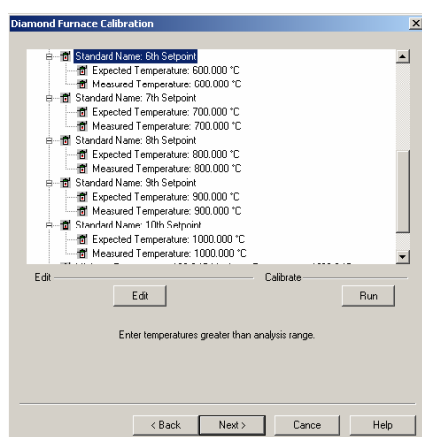 Diamond Furnace Calibration
Standard Name: 6th Setpoint
Expected Temperature: 600.000 °C
Measured Temperature: 600.000 °C
Standard Name: 7th Setpoint
Expected Temperature: 700.000 °C
Measured Temperature: 700.000 °C
Standard Name: 8th Setpoint
Expected Temperature: 800.000 °C
Measured Temperature: 800.000 °C
Standard Name: 9th Setpoint
Expected Temperature: 900.000 °C
Measured Temperature: 900.000 °C
Standard Name: 10th Setpoint
Expected Temperature: 1000.000 °C
Measured Temperature: 1000.000 °C
Edit Calibrate
Edit Run
Enter temperatures greater than analysis range.
< Back Next > Cance Help